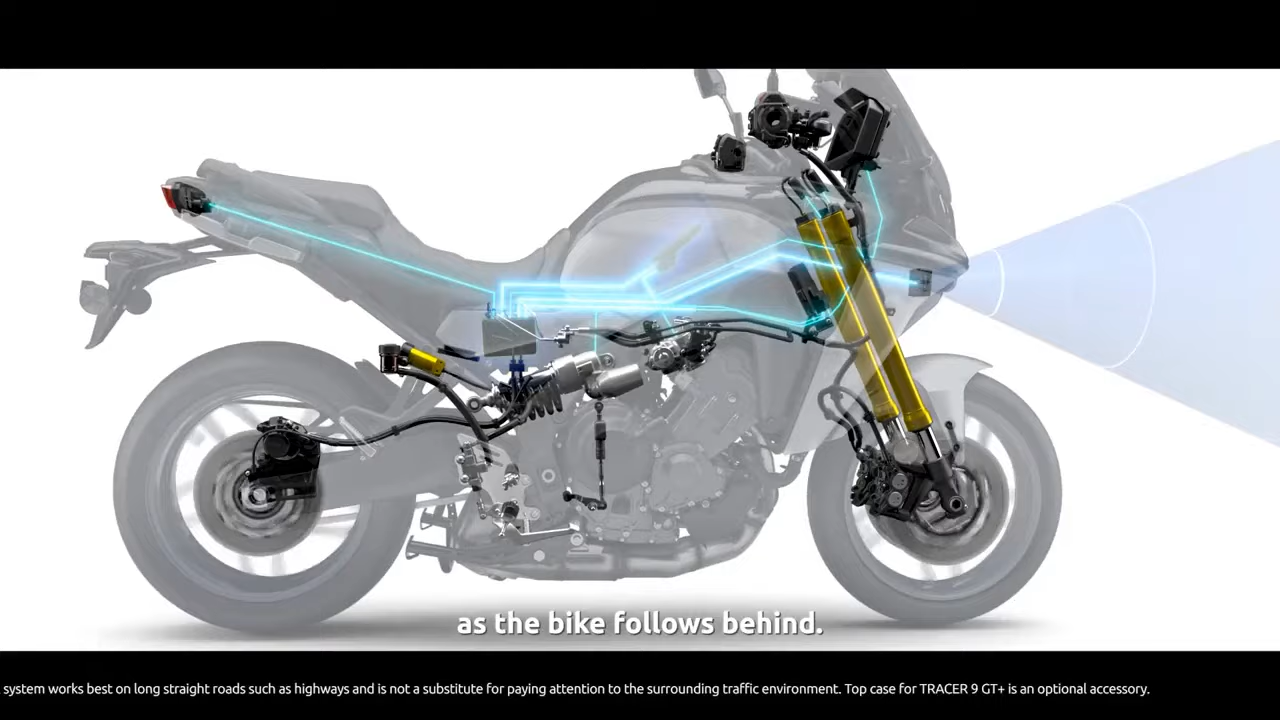 as the bike follows behind.
system works best on long straight roads such as highways and is not a substitute for paying attention to the surrounding traffic environment. Top case for TRACER 9 GT+ is an optional accessory.